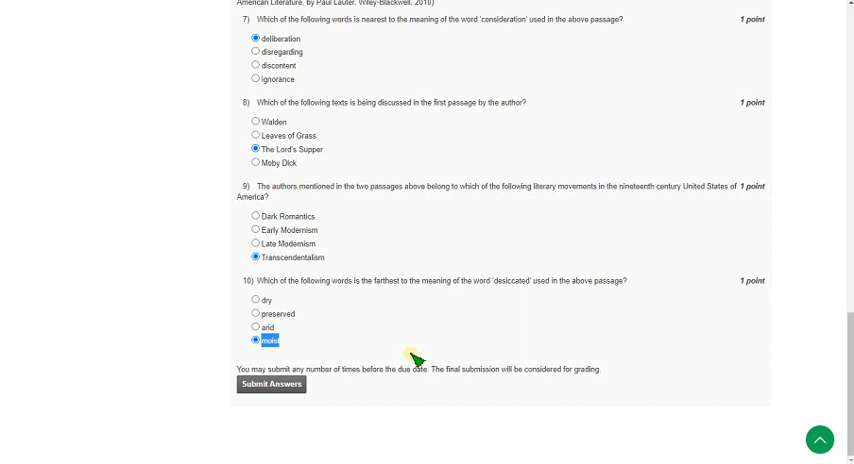 American Literature, by Paul Lauter, Wiley-Blackwell, 2010)
7) Which of the following words is nearest to the meaning of the word 'consideration' used in the above passage? 1 point
deliberation
disregarding
discontent
ignorance
8) Which of the following texts is being discussed in the first passage by the author? 1 point
Walden
Leaves of Grass
The Lord's Supper
Moby Dick
9) The authors mentioned in the two passages above belong to which of the following literary movements in the nineteenth century United States of 1 point
America?
Dark Romantics
Early Modernism
Late Modernism
Transcendentalism
10) Which of the following words is the farthest to the meaning of the word 'desiccated' used in the above passage? 1 point
dry
preserved
arid
moist
You may submit any number of times before the due date. The final submission will be considered for grading.
Submit Answers